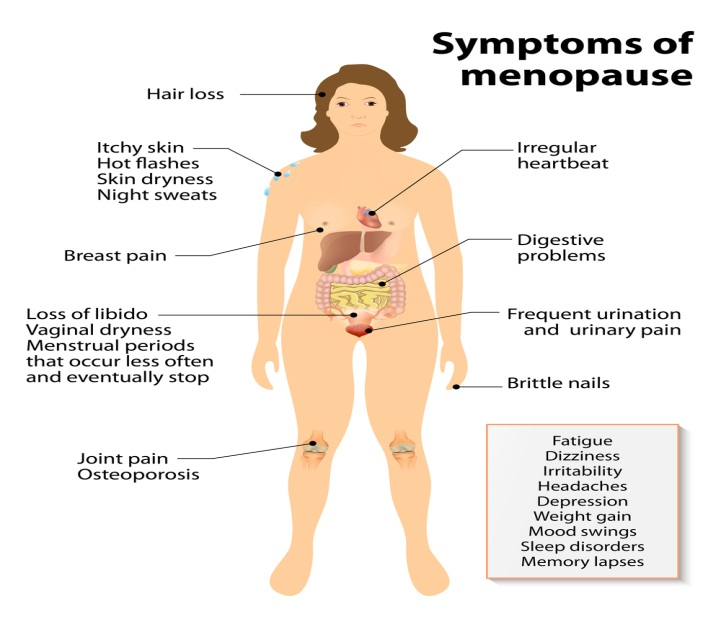 Symptoms of
menopause
Hair loss
Itchy skin
Hot flashes
Skin dryness
Night sweats
Breast pain
Loss of libido
Vaginal dryness
Menstrual periods
that occur less often
and eventually stop
Joint pain
Osteoporosis
Irregular
heartbeat
Digestive
problems
Frequent urination
and urinary pain
Brittle nails
Fatigue
Dizziness
Irritability
Headaches
Depression
Weight gain
Mood swings
Sleep disorders
Memory lapses